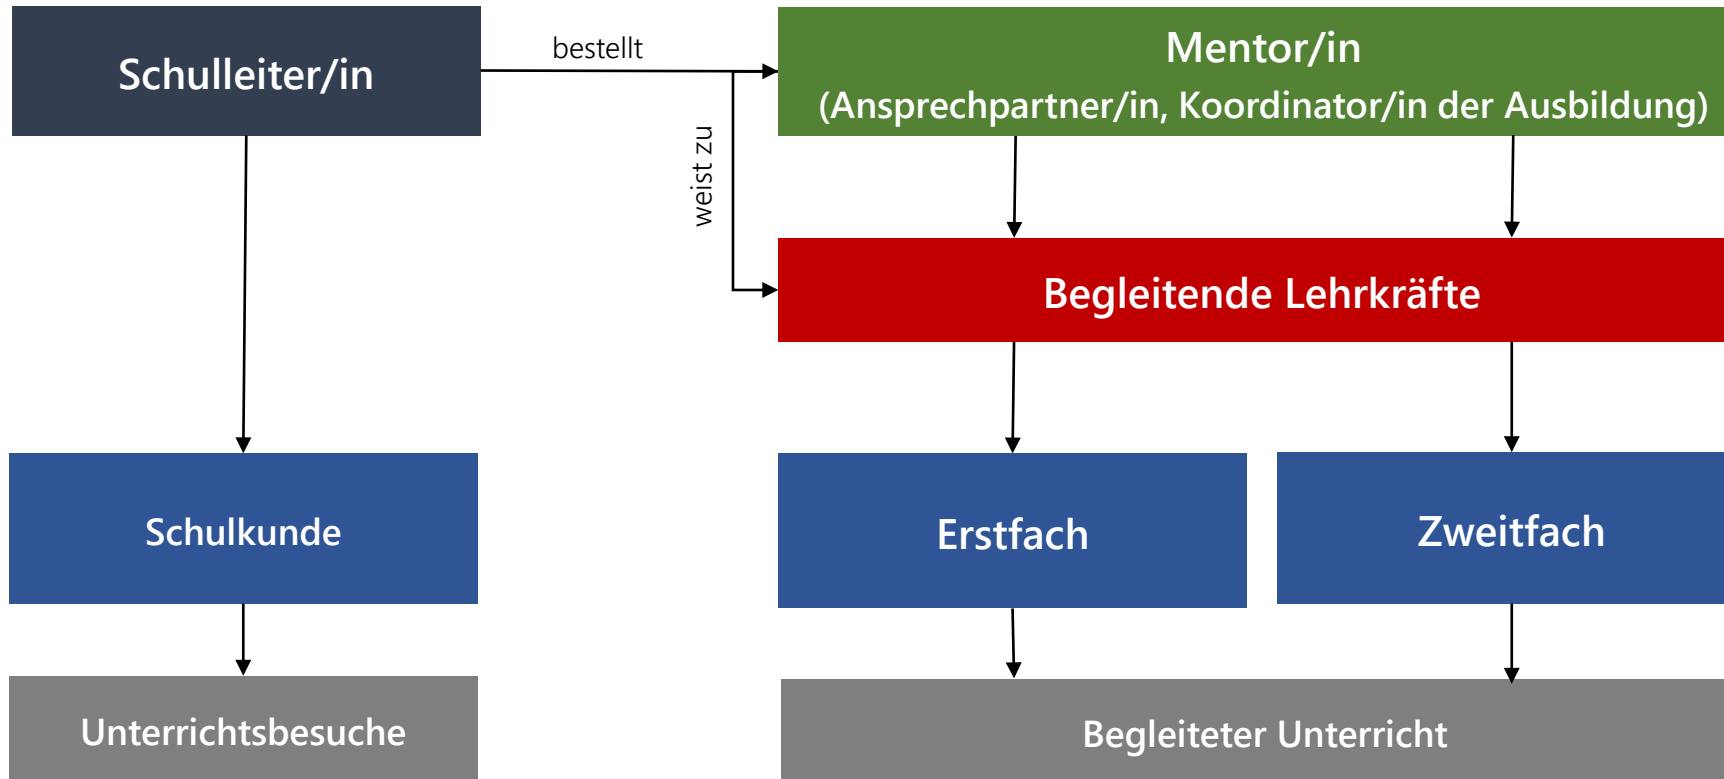 Schulleiter/in
bestellt
Mentor/in
(Ansprechpartner/in, Koordinator/in der Ausbildung)
weist zu
Begleitende Lehrkräfte
Schulkunde
Erstfach
Zweitfach
Unterrichtsbesuche
Begleiteter Unterricht